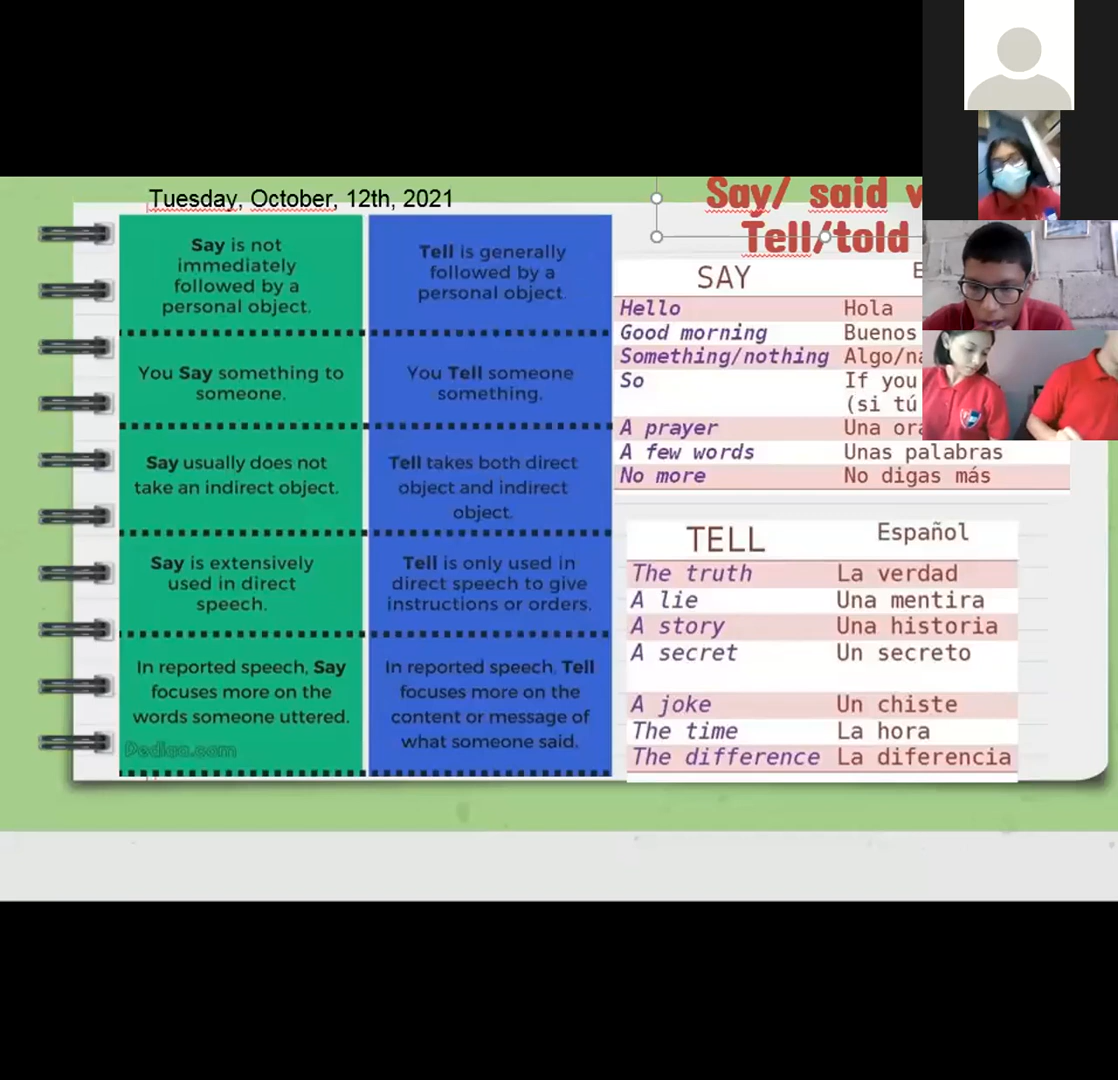 Tuesday, October, 12th, 2021
Say/ said
Tell/told
Say is not
immediately
followed by a
personal object.
You Say something to
someone.
Say usually does not
take an indirect object.
Say is extensively
used in direct
speech.
In reported speech, Say
focuses more on the
words someone uttered.
Dediao.com
Tell is generally
followed by a
personal object.
You Tell someone
something.
Tell takes both direct
object and indirect
object.
Tell is only used in
direct speech to give
instructions or orders.
In reported speech, Tell
focuses more on the
content or message of
what someone said.
SAY
Hello Hola
Good morning Buenos
Something/nothing
So If you
(si tú
A prayer Una
A few words Unas palabras
No more No digas más
TELL Español
The truth La verdad
A lie Una mentira
A story Una historia
A secret Un secreto
A joke Un chiste
The time La hora
The difference La diferencia